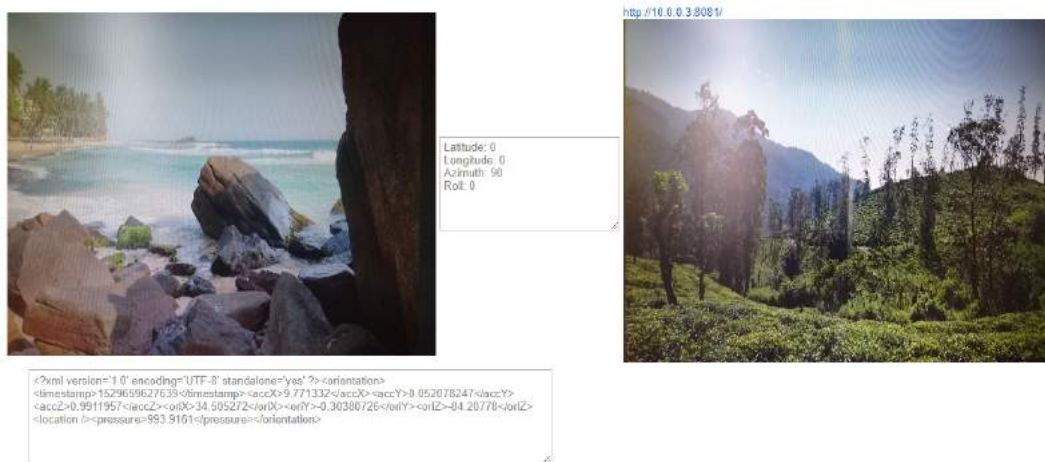 http://10.0.0.3:8081/
Latitude: 0
Longitude: 0
Azimuth: 90
Roll: 0
<?xml version='1.0' encoding='UTF-8' standalone='yes' ?><orientation>
<timestamp>1529659627639</timestamp><accX>9.771332</accX><accY>0.052078247</accY>
<accZ>0.9911957</accZ><oriX>34.505272</oriX><oriY>-0.30380726</oriY><oriZ>-84.20778</oriZ>
<location /><pressure>993.9161</pressure></orientation>